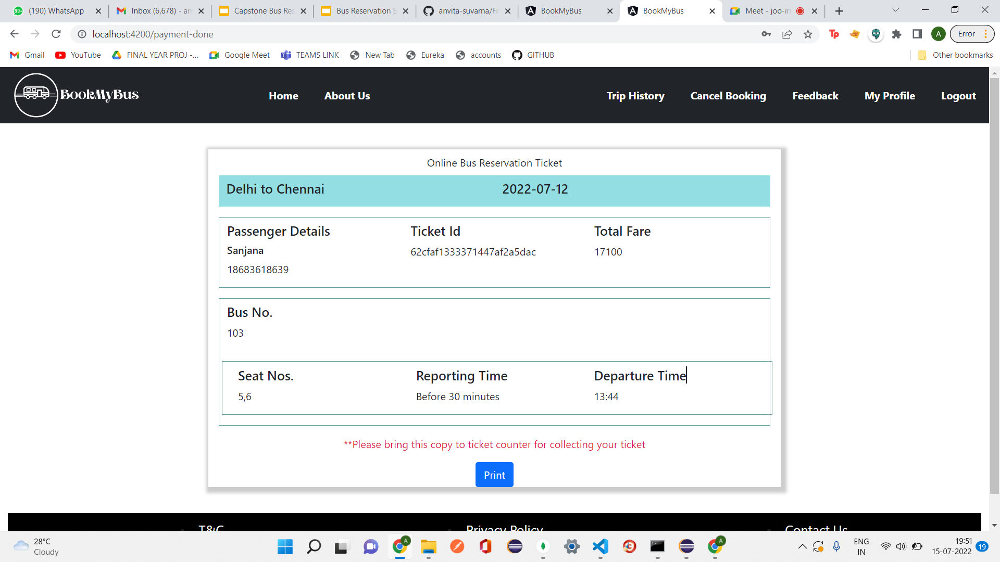 (190) WhatsApp
Inbox (6,678) - an
Capstone Bus Res
Bus Reservation S
anvita-suvarna/Fr
BookMyBus
BookMyBus
Meet - joo-iru
localhost:4200/payment-done
Error
Gmail
YouTube
FINAL YEAR PROJ -...
Google Meet
TEAMS LINK
New Tab
Eureka
accounts
GITHUB
Other bookmarks
BookMyBus
Home
About Us
Trip History
Cancel Booking
Feedback
My Profile
Logout
Online Bus Reservation Ticket
Delhi to Chennai
2022-07-12
Passenger Details
Ticket Id
Total Fare
Sanjana
62cfaf1333371447af2a5dac
17100
18683618639
Bus No.
103
Seat Nos.
Reporting Time
Departure Time
5,6
Before 30 minutes
13:44
**Please bring this copy to ticket counter for collecting your ticket
Print
T&C
Privacy Policy
Contact Us
28°C
Cloudy
ENG
IN
19:51
15-07-2022
19